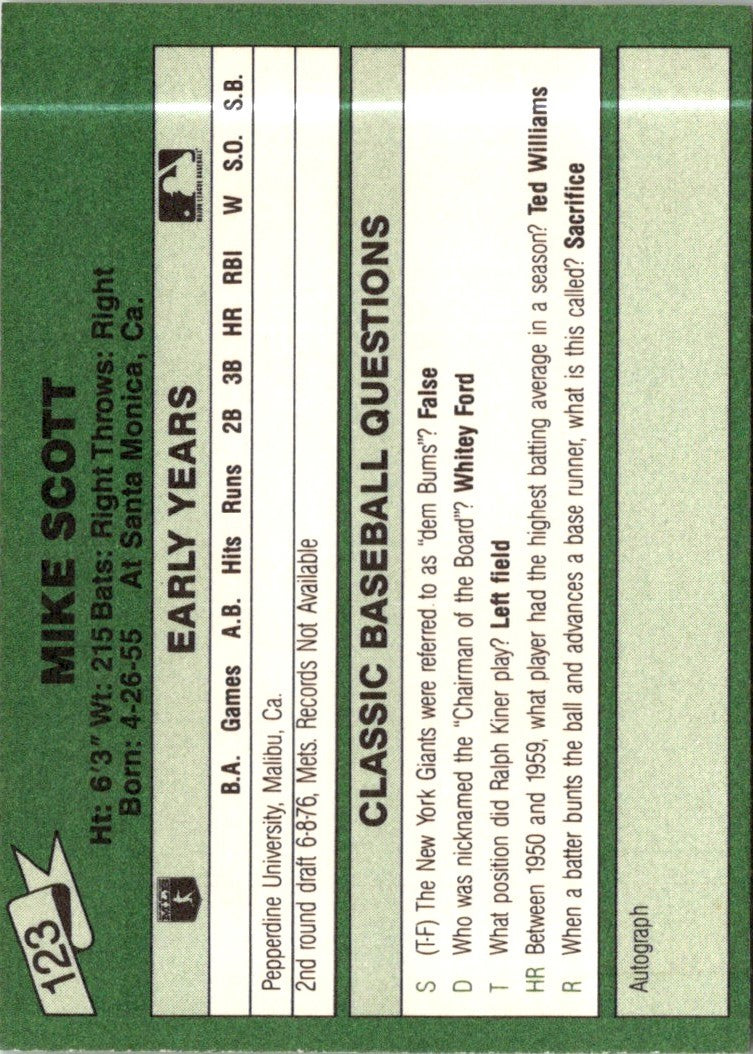 123
MIKE SCOTT
Ht: 6'3" Wt: 215 Bats: Right Throws: Right
Born: 4-26-55 At Santa Monica, Ca.
EARLY YEARS
MAJOR LEAGUE BASEBALL
B.A. Games A.B. Hits Runs 2B 3B HR RBI W S.O. S.B.
Pepperdine University, Malibu, Ca.
2nd round draft 6-8-76, Mets. Records Not Available
CLASSIC BASEBALL QUESTIONS
S (T-F) The New York Giants were referred to as "dem Bums"? False
D Who was nicknamed the "Chairman of the Board"? Whitey Ford
T What position did Ralph Kiner play? Left field
HR Between 1950 and 1959, what player had the highest batting average in a season? Ted Williams
R When a batter bunts the ball and advances a base runner, what is this called? Sacrifice
Autograph